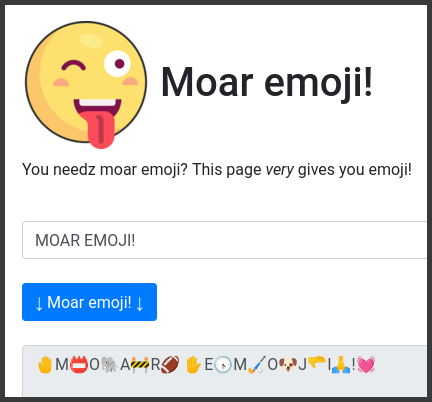 Moar emoji!
You needz moar emoji? This page very gives you emoji!
MOAR EMOJI!
↓ Moar emoji! ↓
🤚M📛O🐘A🚧R🏈 ✋E🕟M🏑O🐶J🫳I🙏!💓